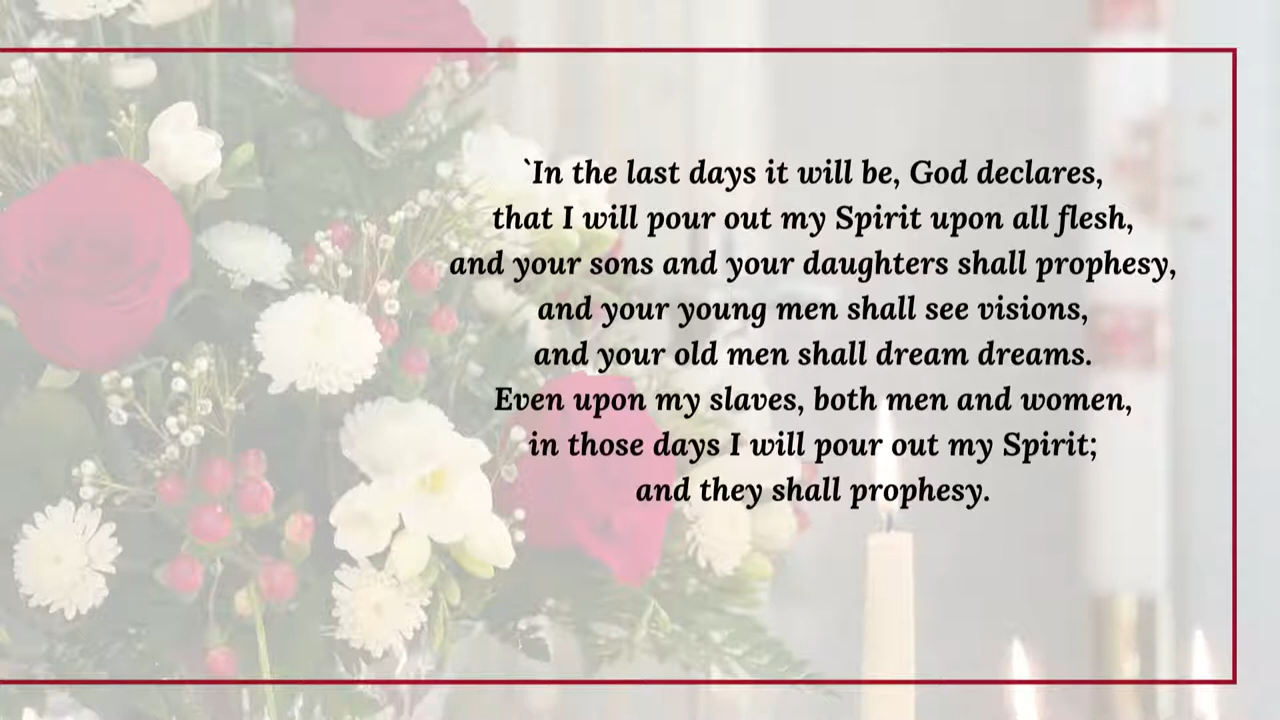 `In the last days it will be, God declares,
that I will pour out my Spirit upon all flesh,
and your sons and your daughters shall prophesy,
and your young men shall see visions,
and your old men shall dream dreams.
Even upon my slaves, both men and women,
in those days I will pour out my Spirit;
and they shall prophesy.